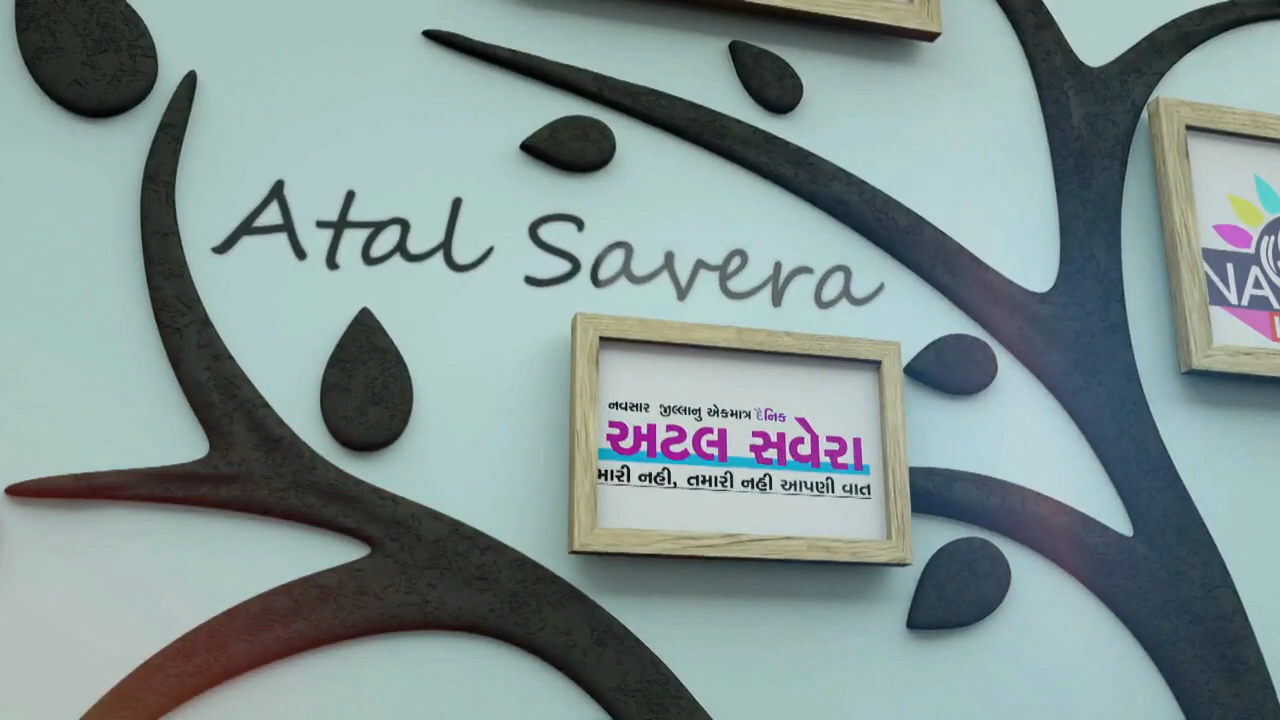 Atal Savera
નવસાર જીલ્લાનુ એકમાત્ર દૈનિક
અટલ સવેરા
મારી નહી, તમારી નહી આપણી વાત